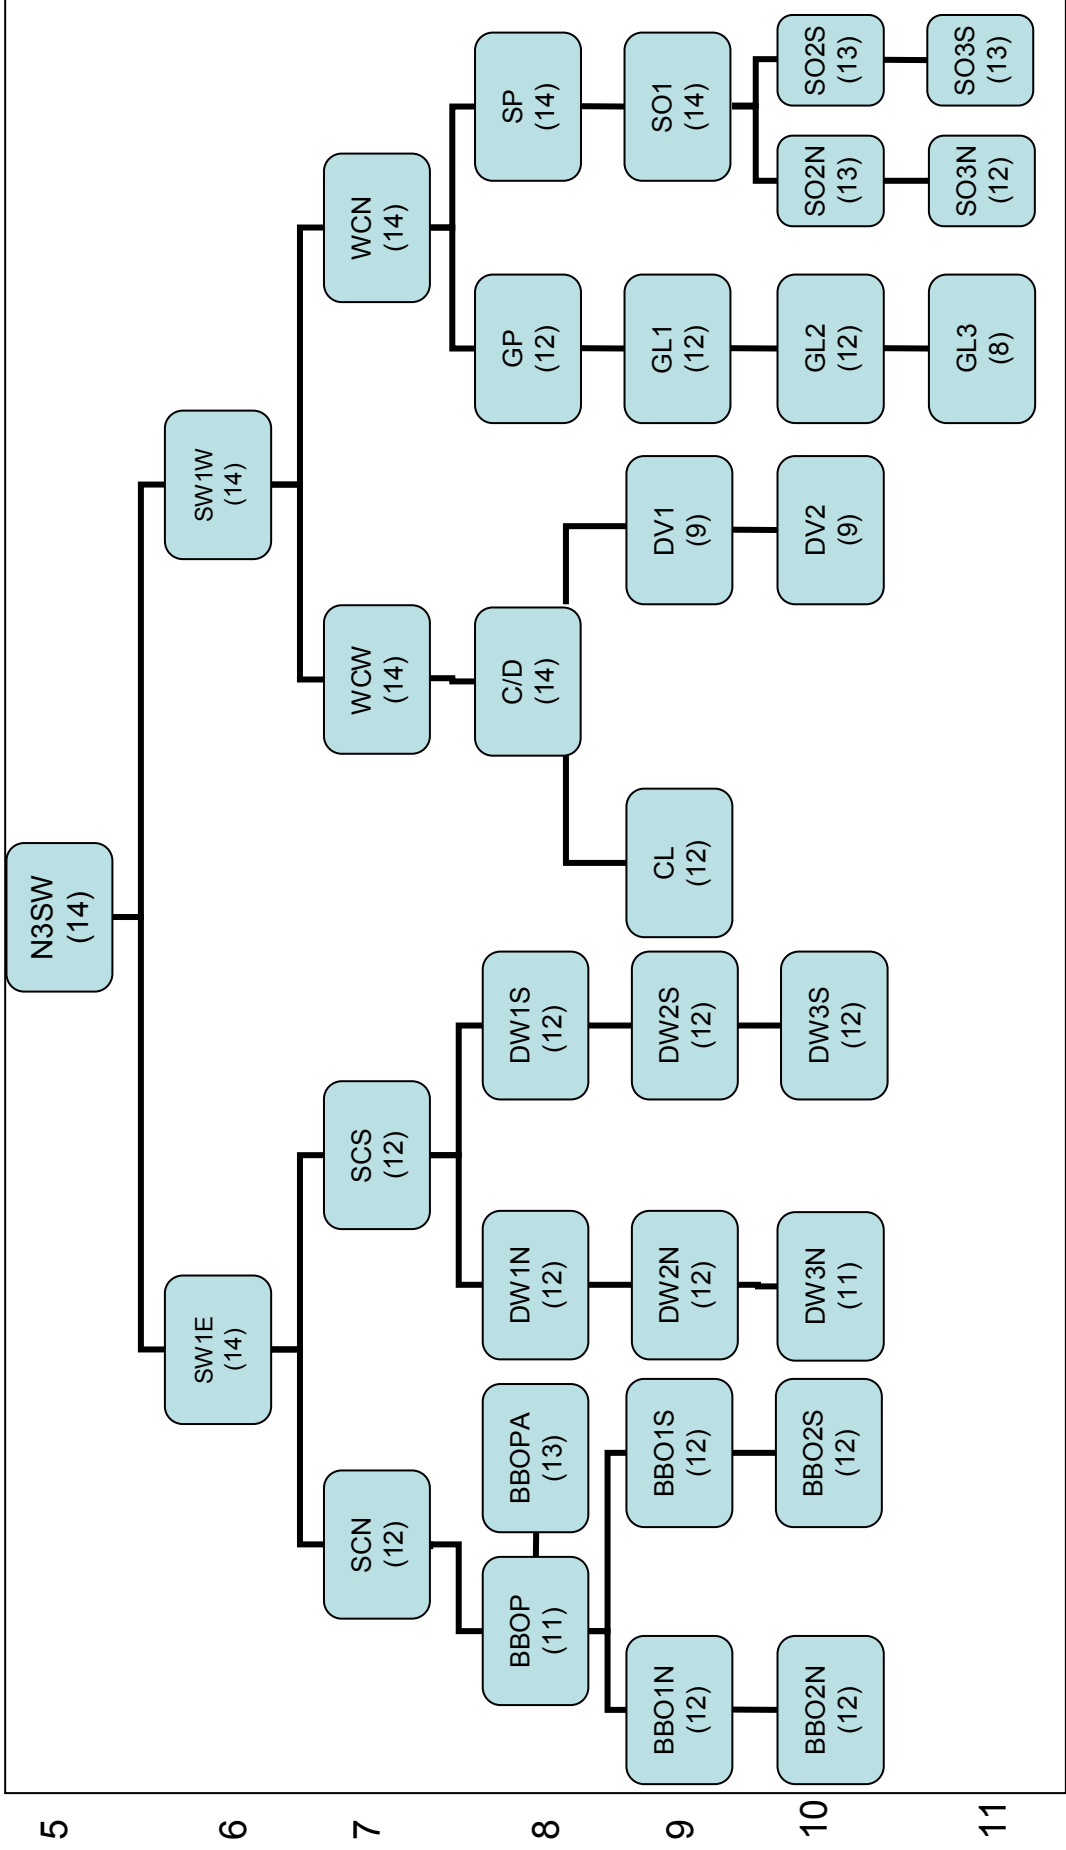 5
N3SW
(14)
6
SW1E
(14)
SW1W
(14)
7
SCN
(12)
SCS
(12)
WCW
(14)
WCN
(14)
8
BBOP
(11)
BBOPA
(13)
DW1N
(12)
DW1S
(12)
C/D
(14)
GP
(12)
SP
(14)
9
BBO1N
(12)
BBO1S
(12)
DW2N
(12)
DW2S
(12)
CL
(12)
DV1
(9)
GL1
(12)
SO1
(14)
10
BBO2N
(12)
BBO2S
(12)
DW3N
(11)
DW3S
(12)
DV2
(9)
GL2
(12)
SO2N
(13)
SO2S
(13)
11
GL3
(8)
SO3N
(12)
SO3S
(13)